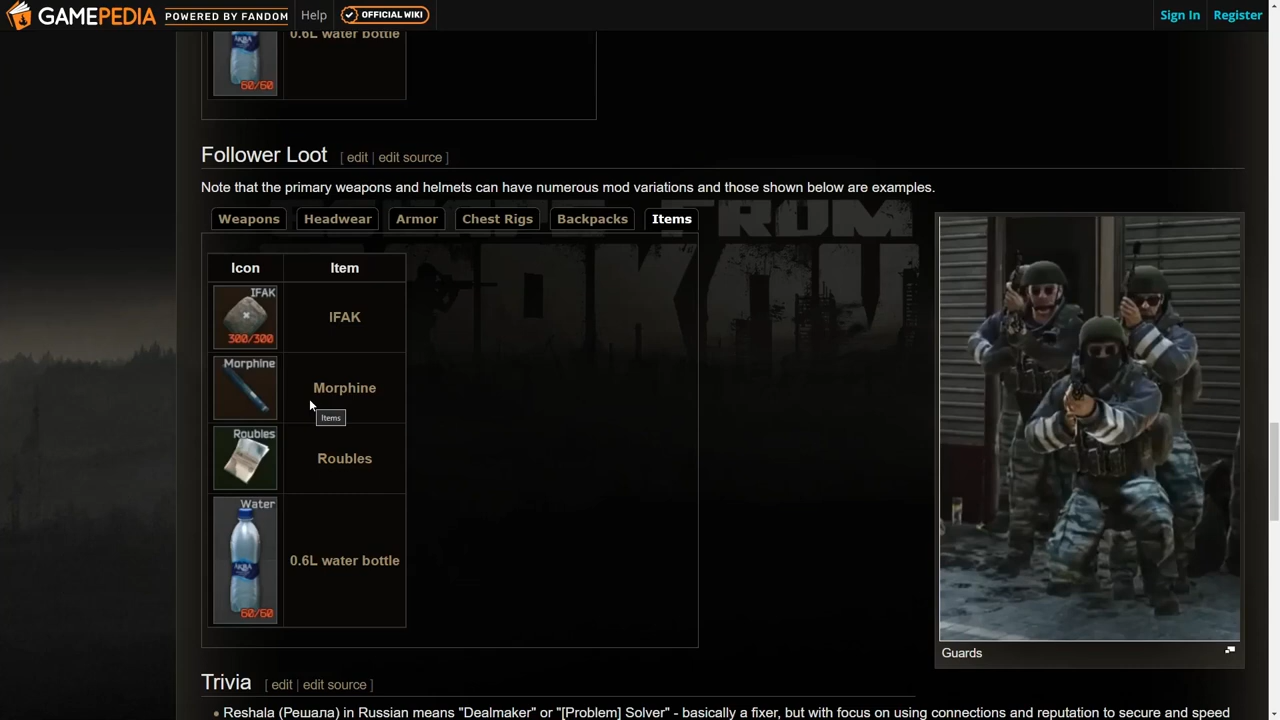 GAMEPEDIA POWERED BY FANDOM Help OFFICIAL WIKI Sign In Register
0.6L water bottle
60/60
Follower Loot [ edit | edit source ]
Note that the primary weapons and helmets can have numerous mod variations and those shown below are examples.
Weapons Headwear Armor Chest Rigs Backpacks Items
Icon Item
IFAK
300/300
IFAK
Morphine
Morphine
Items
Roubles
Roubles
Water
60/60
0.6L water bottle
Guards
Trivia [ edit | edit source ]
Reshala (Решала) in Russian means "Dealmaker" or "[Problem] Solver" - basically a fixer, but with focus on using connections and reputation to secure and speed